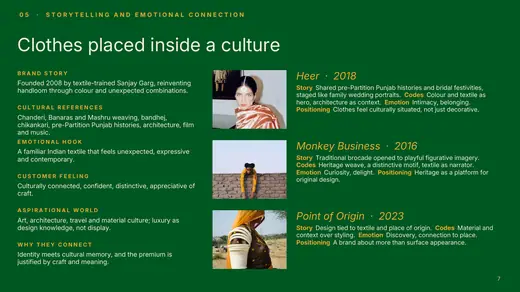 05 · STORYTELLING AND EMOTIONAL CONNECTION
Clothes placed inside a culture
BRAND STORY
Founded 2008 by textile-trained Sanjay Garg, reinventing
handloom through colour and unexpected combinations.
CULTURAL REFERENCES
Chanderi, Banaras and Mashru weaving, bandhej,
chikankari, pre-Partition Punjab histories, architecture, film
and music.
EMOTIONAL HOOK
A familiar Indian textile that feels unexpected, expressive
and contemporary.
CUSTOMER FEELING
Culturally connected, confident, distinctive, appreciative of
craft.
ASPIRATIONAL WORLD
Art, architecture, travel and material culture; luxury as
design knowledge, not display.
WHY THEY CONNECT
Identity meets cultural memory, and the premium is
justified by craft and meaning.
Heer · 2018
Story Shared pre-Partition Punjab histories and bridal festivities,
staged like family wedding portraits. Codes Colour and textile as
hero, architecture as context. Emotion Intimacy, belonging.
Positioning Clothes feel culturally situated, not just decorative.
Monkey Business · 2016
Story Traditional brocade opened to playful figurative imagery.
Codes Heritage weave, a distinctive motif, textile as narrator.
Emotion Curiosity, delight. Positioning Heritage as a platform for
original design.
Point of Origin · 2023
Story Design tied to textile and place of origin. Codes Material and
context over styling. Emotion Discovery, connection to place.
Positioning A brand about more than surface appearance.
7